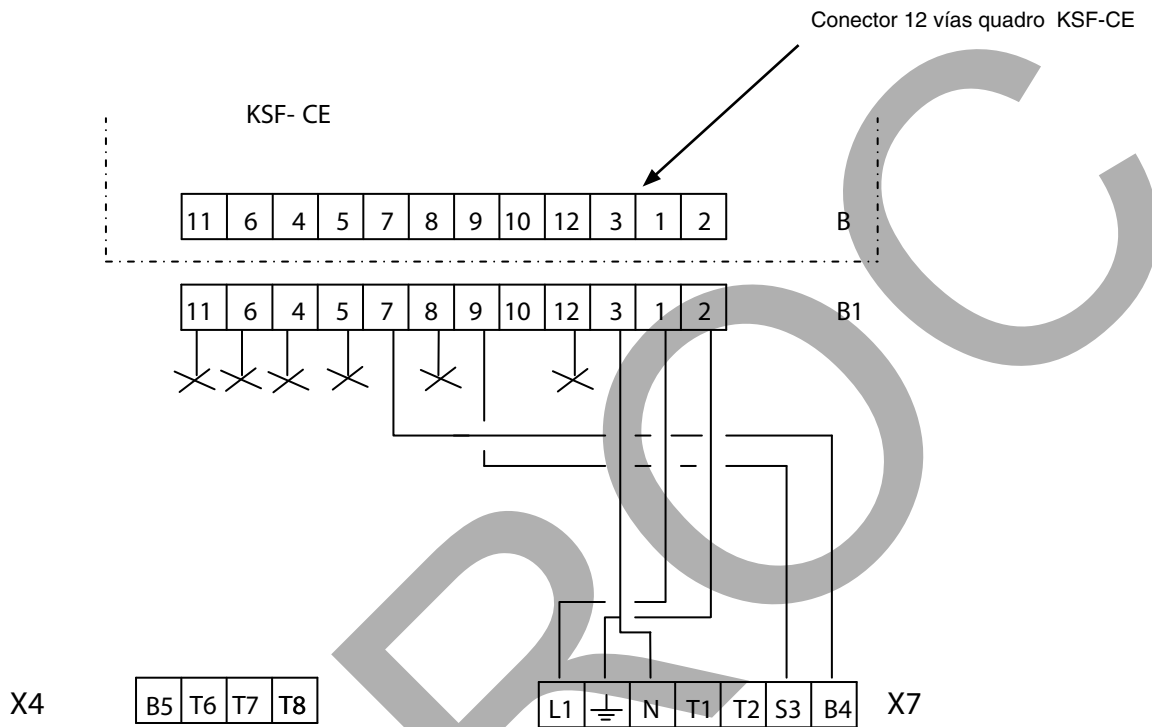 Conector 12 vías quadro KSF-CE
KSF- CE
11 6 4 5 7 8 9 10 12 3 1 2
B
11 6 4 5 7 8 9 10 12 3 1 2
B1
X4
B5 T6 T7 T8
L1 N T1 T2 S3 B4
X7
ROC